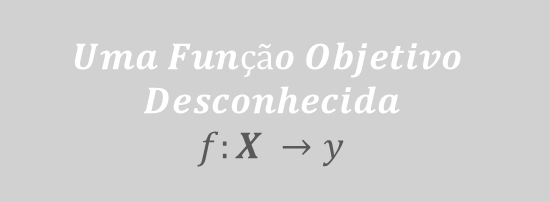 Uma Função Objetivo
Desconhecida
f: X → y